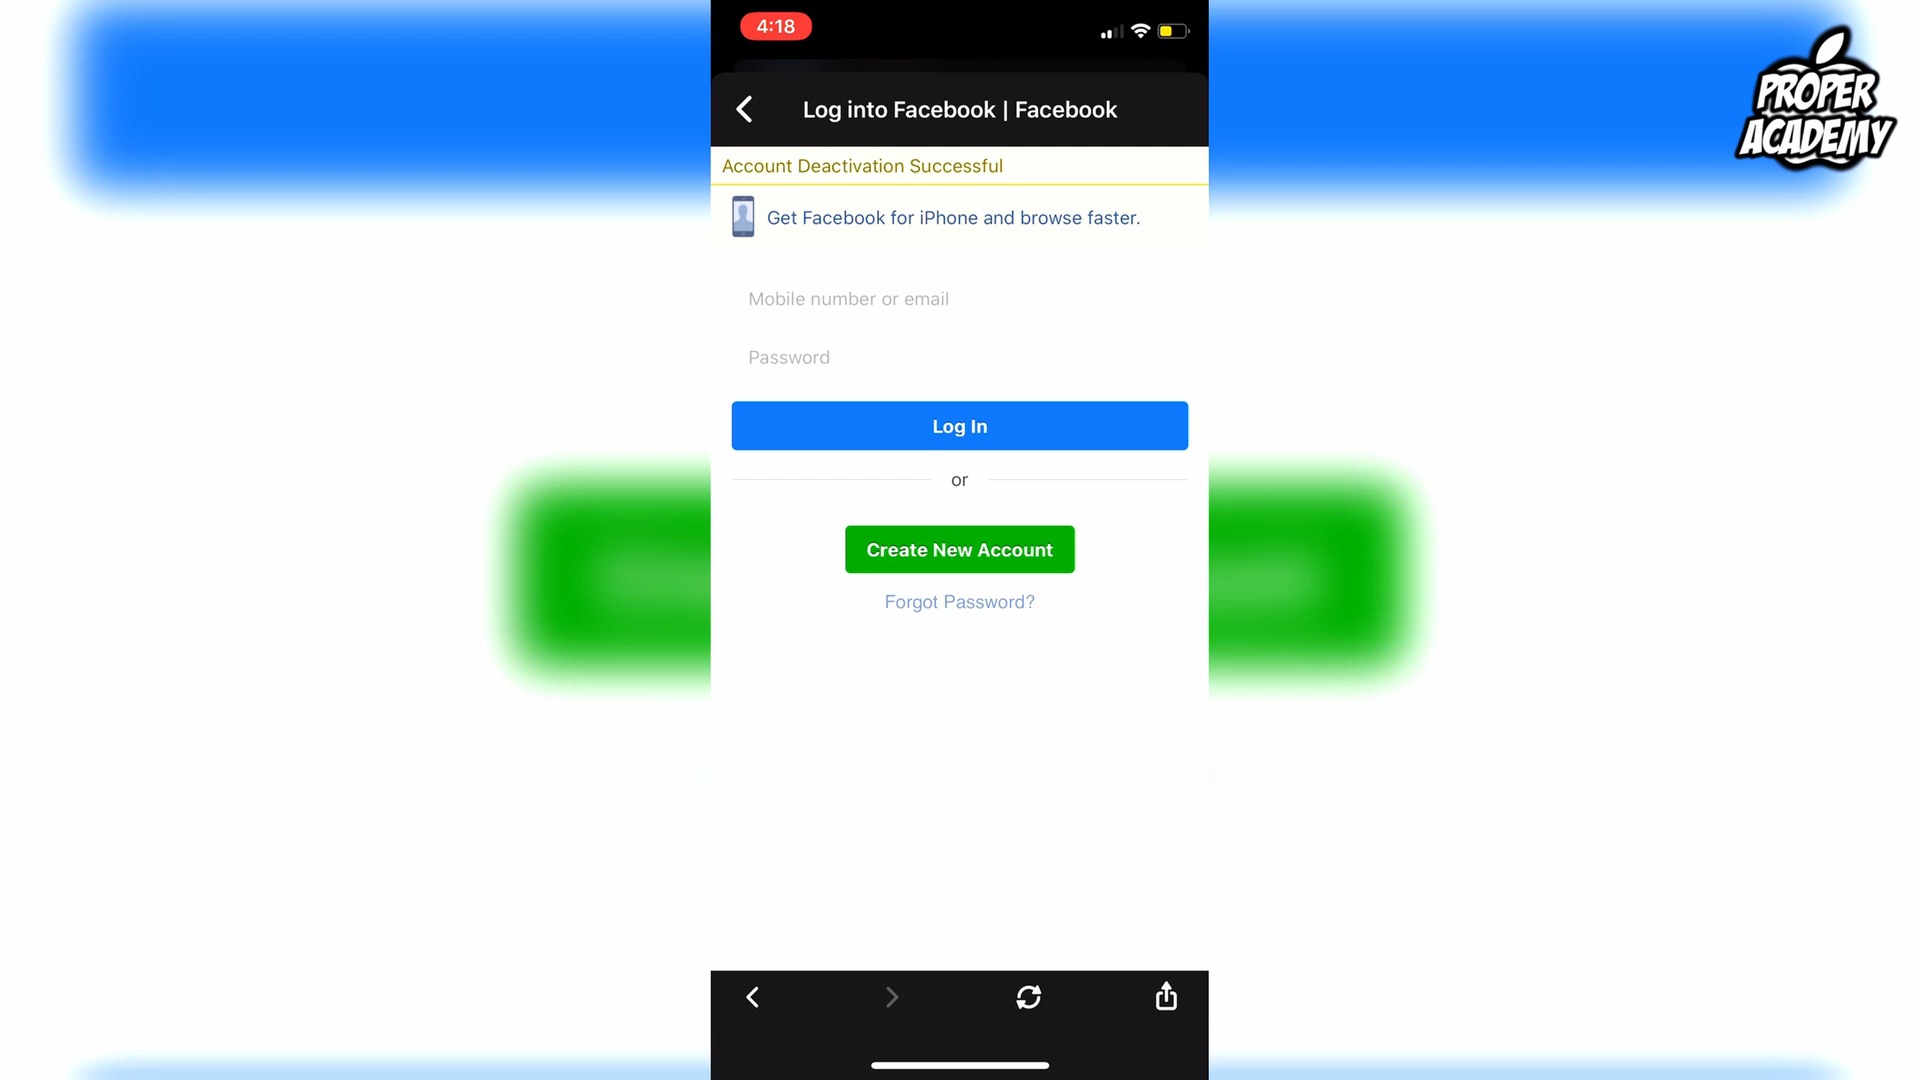 4:18
Log into Facebook | Facebook
PROPER
ACADEMY
Account Deactivation Successful
Get Facebook for iPhone and browse faster.
Mobile number or email
Password
Log In
or
Create New Account
Forgot Password?